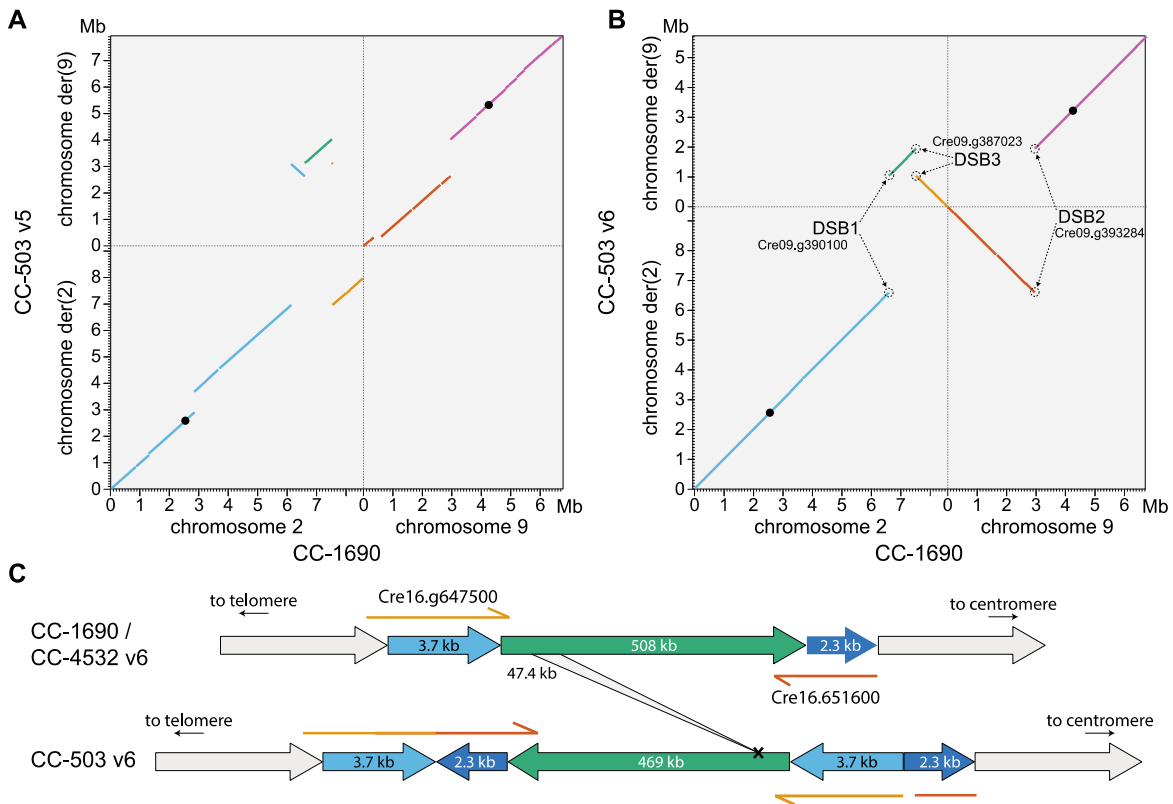 A
Mb
7
6
5
4
3
2
1
0
8
7
6
5
4
3
2
1
0
chromosome der(9)
chromosome der(2)
CC-503 v5
0 1 2 3 4 5 6 7 0 1 2 3 4 5 6 Mb
chromosome 2 chromosome 9
CC-1690
B
5
4
3
2
1
0
8
7
6
5
4
3
2
1
0
chromosome der(9)
chromosome der(2)
CC-503 v6
Cre09.g387023
DSB3
DSB1
Cre09.g390100
DSB2
Cre09.g393284
0 1 2 3 4 5 6 7 0 1 2 3 4 5 6 Mb
chromosome 2 chromosome 9
CC-1690
C
CC-1690 /
CC-4532 v6
to telomere
Cre16.g647500
to centromere
3.7 kb 508 kb 2.3 kb
47.4 kb
Cre16.651600
to telomere
to centromere
CC-503 v6
3.7 kb 2.3 kb 469 kb 3.7 kb 2.3 kb